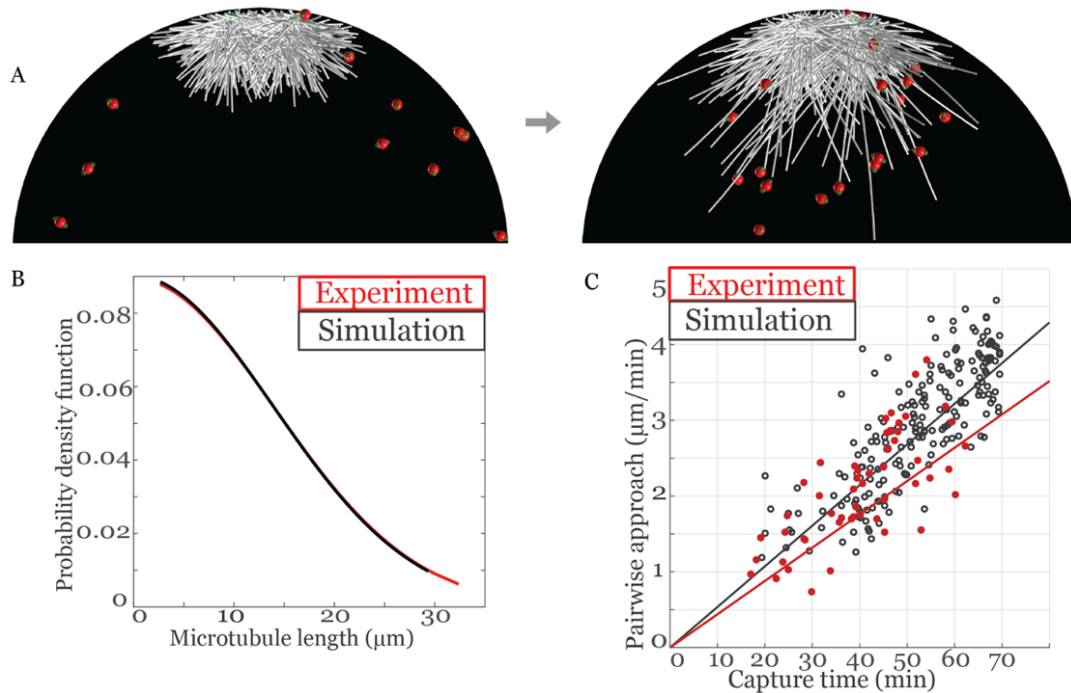 A
B
Experiment
Simulation
Probability density function
0.08
0.06
0.04
0.02
0
0
10
20
30
Microtubule length (μm)
C
Experiment
Simulation
Pairwise approach (μm/min)
5
4
3
2
1
0
0
10
20
30
40
50
60
70
Capture time (min)